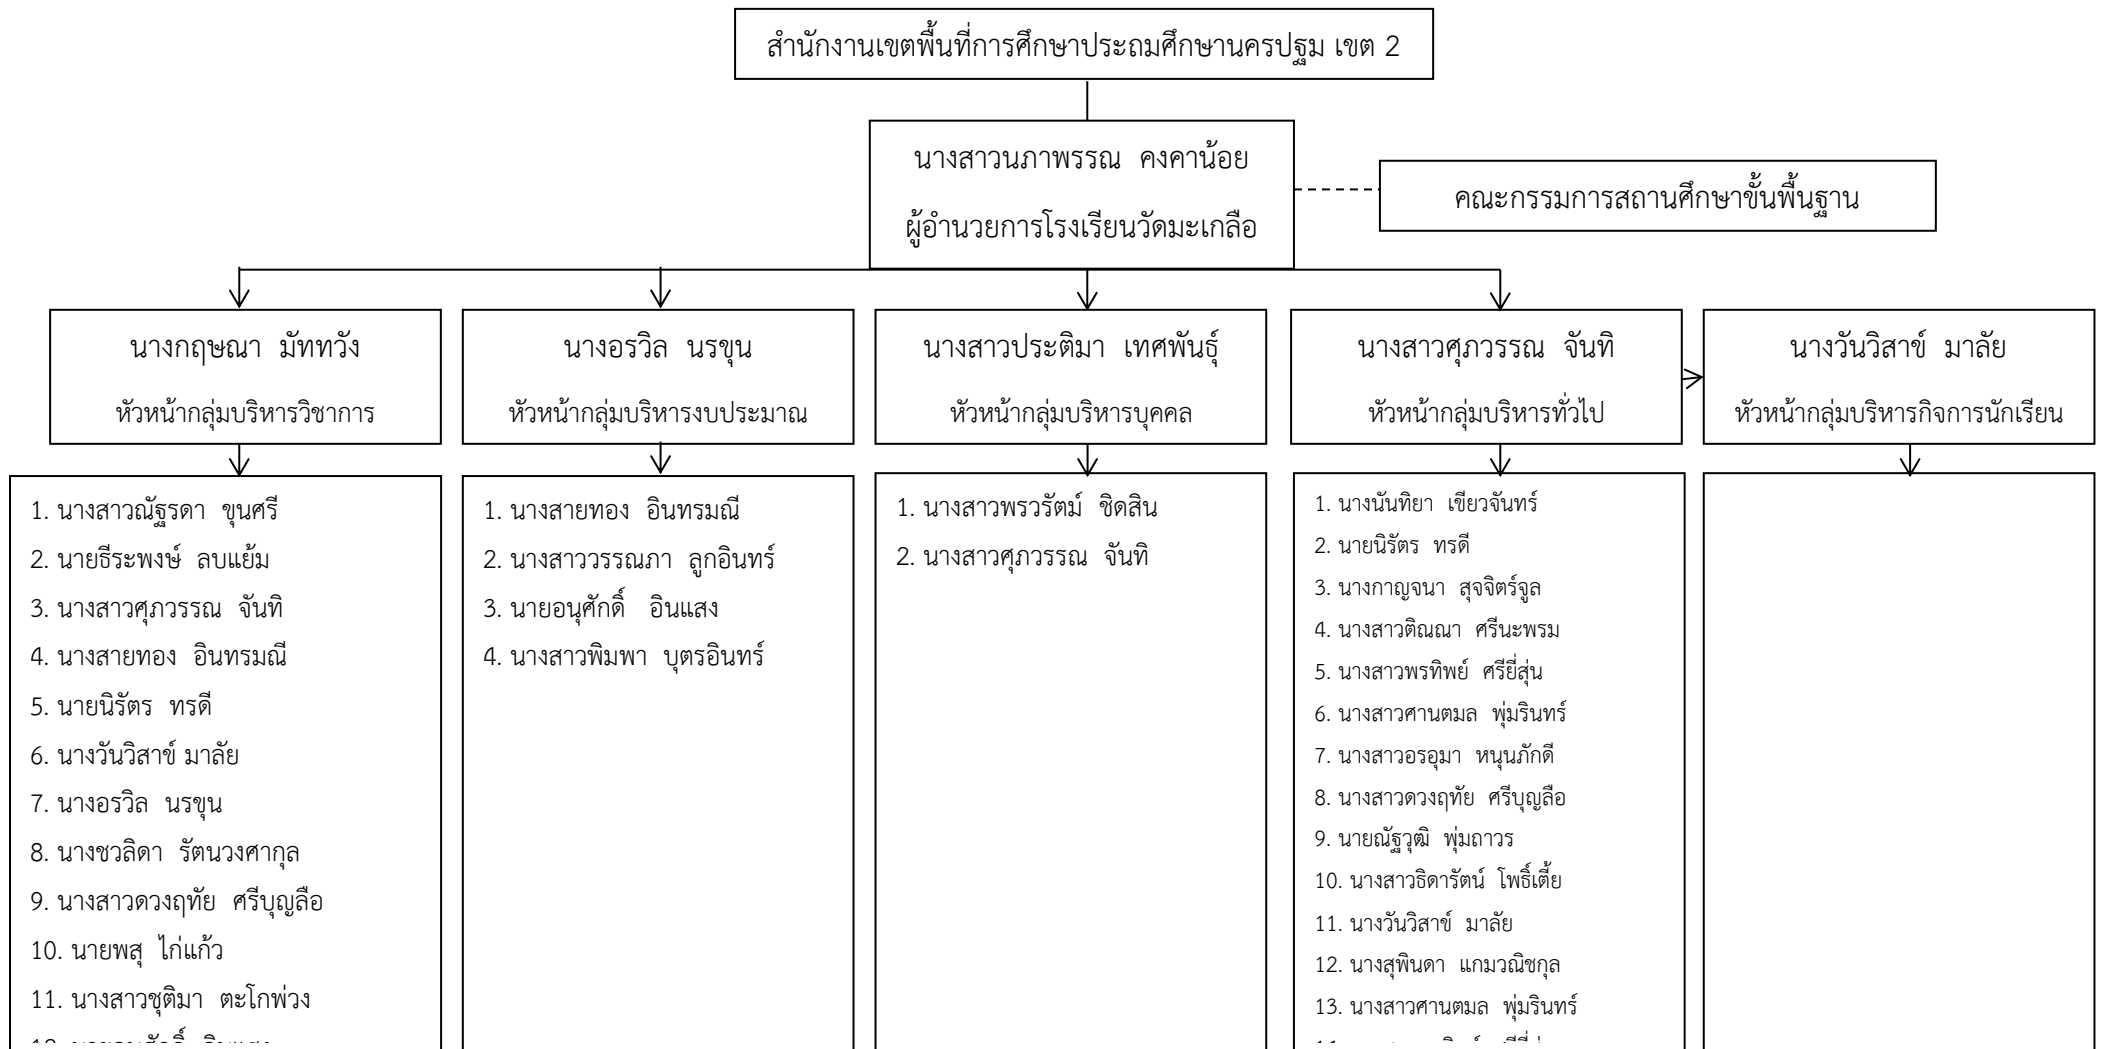 สำนักงานเขตพื้นที่การศึกษาประถมศึกษานครปฐม เขต 2
นางสาวนภาพรรณ คงคาน้อย
ผู้อำนวยการโรงเรียนวัดมะเกลือ
คณะกรรมการสถานศึกษาขั้นพื้นฐาน
นางกฤษณา มัททวัง
หัวหน้ากลุ่มบริหารวิชาการ
นางอรวิล นรขุน
หัวหน้ากลุ่มบริหารงบประมาณ
นางสาวประติมา เทศพันธุ์
หัวหน้ากลุ่มบริหารบุคคล
นางสาวศุภวรรณ จันทิ
หัวหน้ากลุ่มบริหารทั่วไป
นางวันวิสาข์ มาลัย
หัวหน้ากลุ่มบริหารกิจการนักเรียน
1. นางสาวณัฐรดา ขุนศรี
2. นายธีระพงษ์ ลบแย้ม
3. นางสาวศุภวรรณ จันทิ
4. นางสายทอง อินทรมณี
5. นายนิรัตร ทรดี
6. นางวันวิสาข์ มาลัย
7. นางอรวิล นรขุน
8. นางชวลิดา รัตนวงศากุล
9. นางสาวดวงฤทัย ศรีบุญลือ
10. นายพสุ ไก่แก้ว
11. นางสาวชุติมา ตะโกพ่วง
1. นางสายทอง อินทรมณี
2. นางสาววรรณภา ลูกอินทร์
3. นายอนุศักดิ์ อินแสง
4. นางสาวพิมพา บุตรอินทร์
1. นางสาวพรวรัตม์ ชิดสิน
2. นางสาวศุภวรรณ จันทิ
1. นางนันทิยา เขียวจันทร์
2. นายนิรัตร ทรดี
3. นางกาญจนา สุจจิตร์จูล
4. นางสาวติณณา ศรีนะพรม
5. นางสาวพรทิพย์ ศรียี่สุ่น
6. นางสาวศานตมล พุ่มรินทร์
7. นางสาวอรอุมา หนุนภักดี
8. นางสาวดวงฤทัย ศรีบุญลือ
9. นายณัฐวุฒิ พุ่มถาวร
10. นางสาวธิดารัตน์ โพธิ์เตี้ย
11. นางวันวิสาข์ มาลัย
12. นางสุพินดา แกมวณิชกุล
13. นางสาวศานตมล พุ่มรินทร์